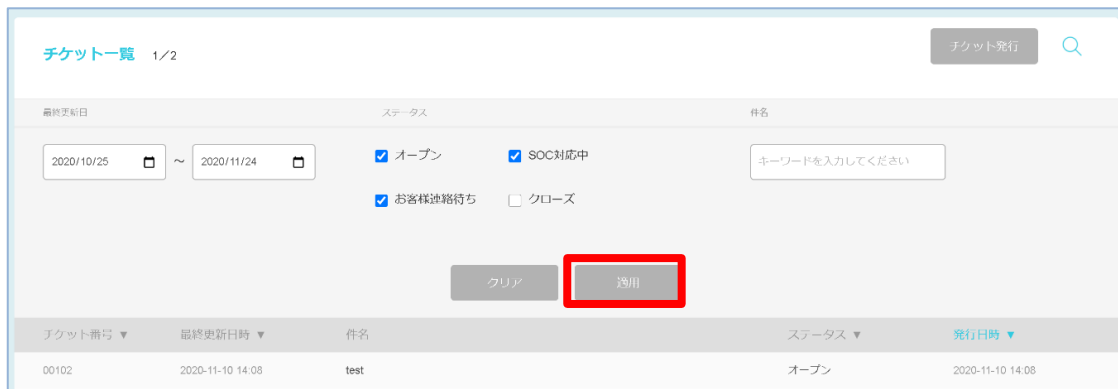 チケット一覧 1／2 チケット発行
最終更新日 ステータス 件名
2020/10/25 ～ 2020/11/24 オープン SOC対応中 キーワードを入力してください
お客様連絡待ち クローズ
クリア 適用
チケット番号 ▼ 最終更新日時 ▼ 件名 ステータス ▼ 発行日時 ▼
00102 2020-11-10 14:08 test オープン 2020-11-10 14:08